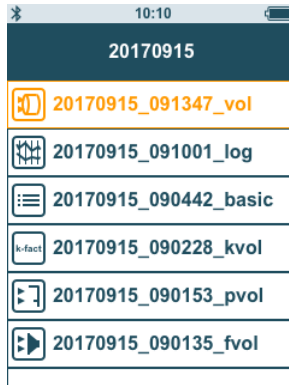 10:10
20170915
20170915_091347_vol
20170915_091001_log
20170915_090442_basic
k-fact 20170915_090228_kvol
20170915_090153_pvol
20170915_090135_fvol